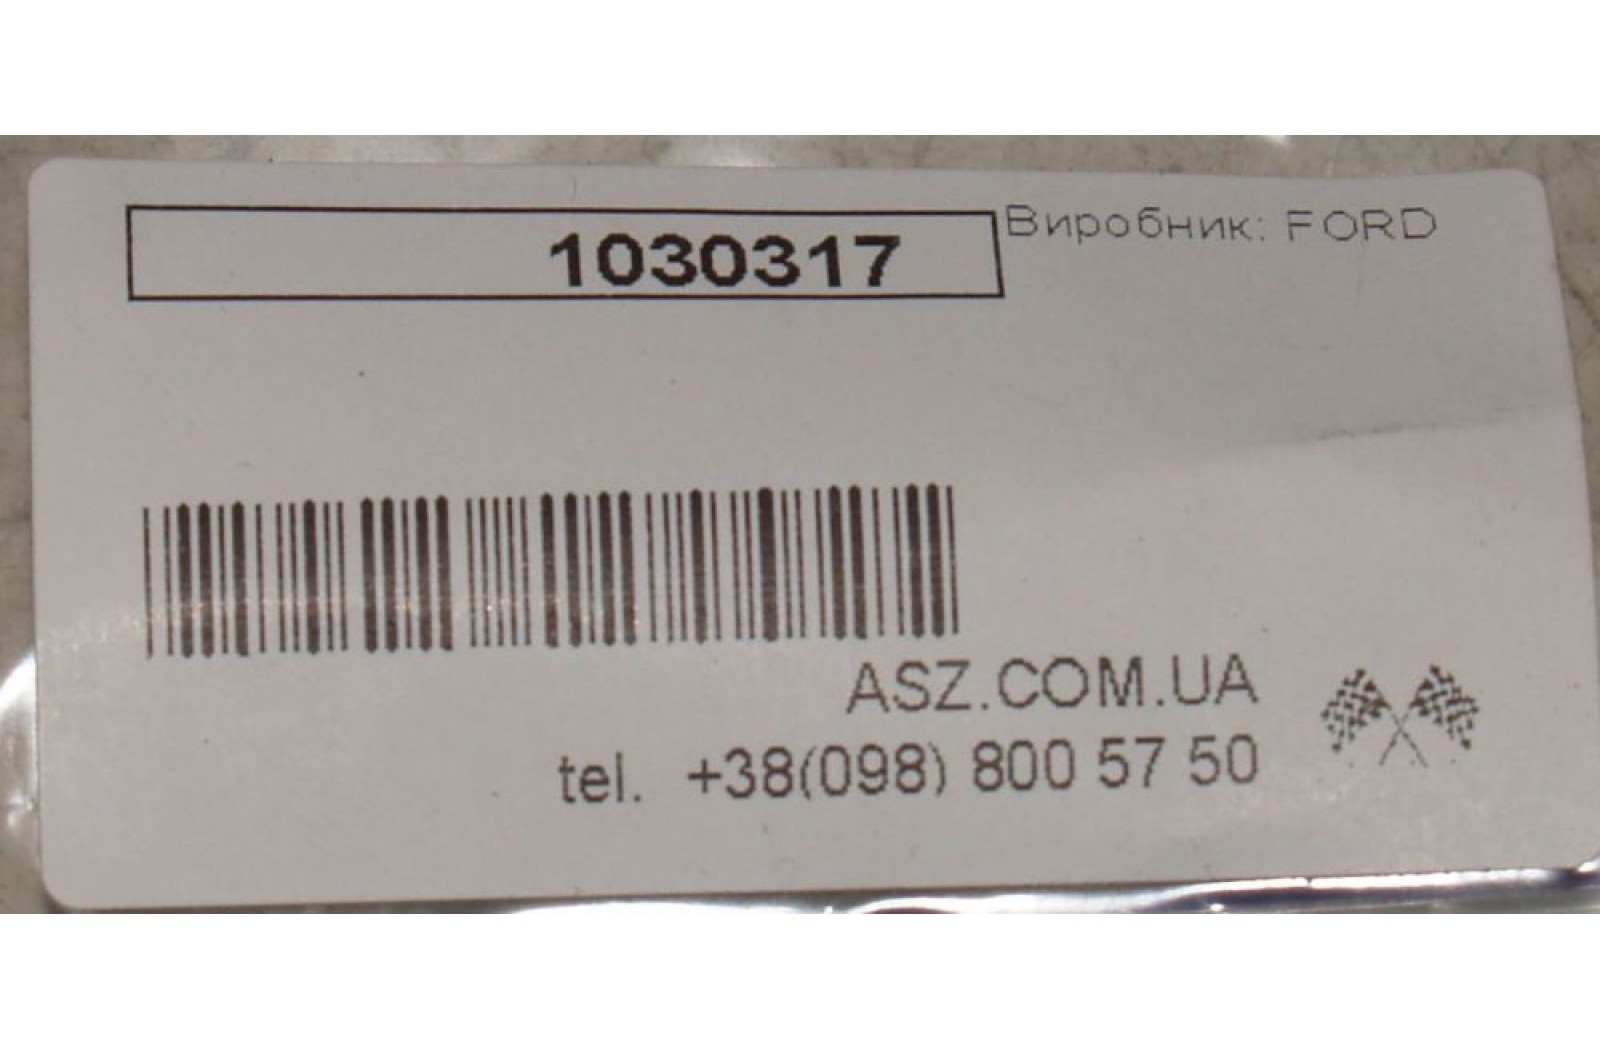 1030317
Виробник: FORD
ASZ.COM.UA
tel. +38(098) 800 57 50